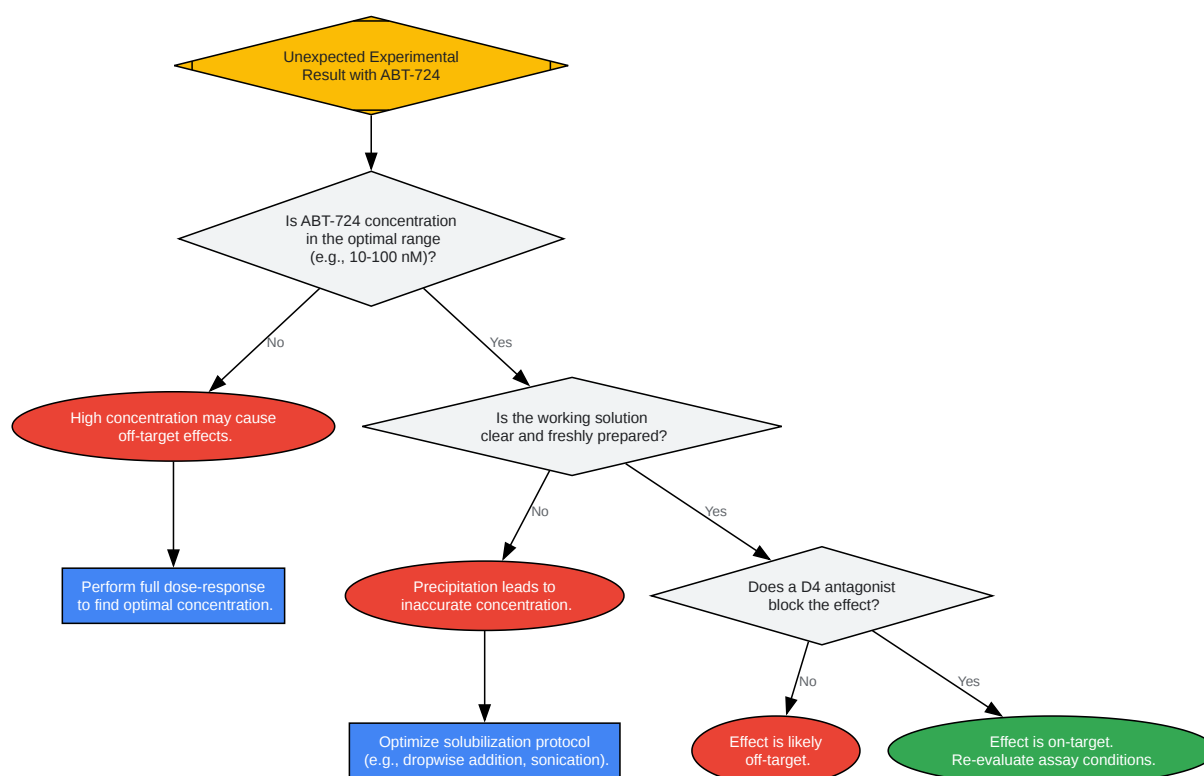 Unexpected Experimental
Result with ABT-724
Is ABT-724 concentration
in the optimal range
(e.g., 10-100 nM)?
No
Yes
High concentration may cause
off-target effects.
Is the working solution
clear and freshly prepared?
No
Yes
Perform full dose-response
to find optimal concentration.
Precipitation leads to
inaccurate concentration.
Does a D4 antagonist
block the effect?
No
Yes
Optimize solubilization protocol
(e.g., dropwise addition, sonication).
Effect is likely
off-target.
Effect is on-target.
Re-evaluate assay conditions.